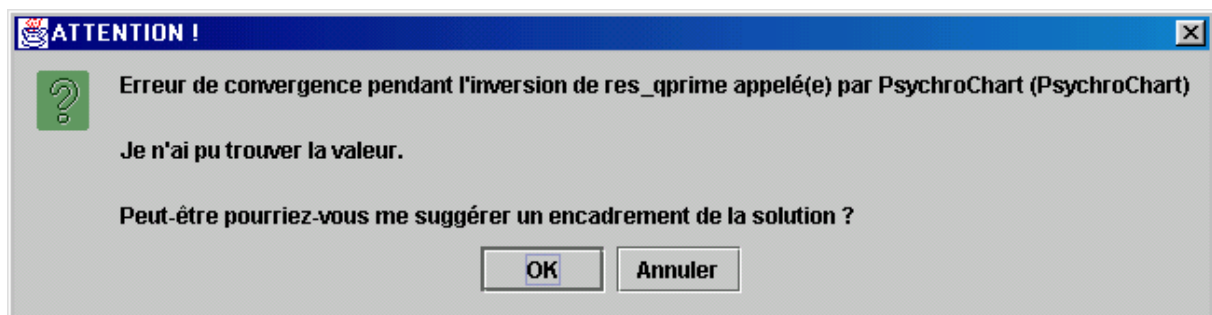 ATTENTION !
Erreur de convergence pendant l'inversion de res_qprime appelé(e) par PsychroChart (PsychroChart)
Je n'ai pu trouver la valeur.
Peut-être pourriez-vous me suggérer un encadrement de la solution ?
OK Annuler